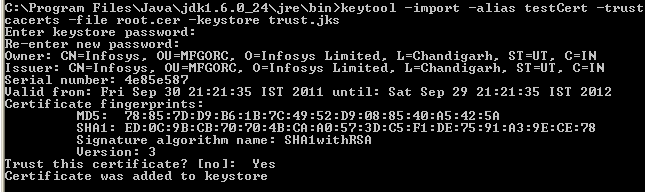 C:\Program Files\Java\jdk1.6.0_24\jre\bin>keytool -import -alias testCert -trust
cacerts -file root.cer -keystore trust.jks
Enter keystore password:
Re-enter new password:
Owner: CN=Infosys, OU=MFGORC, O=Infosys Limited, L=Chandigarh, ST=UT, C=IN
Issuer: CN=Infosys, OU=MFGORC, O=Infosys Limited, L=Chandigarh, ST=UT, C=IN
Serial number: 4e85e587
Valid from: Fri Sep 30 21:21:35 IST 2011 until: Sat Sep 29 21:21:35 IST 2012
Certificate fingerprints:
MD5:  78:85:7D:D9:B6:1B:7C:49:52:D9:08:85:40:A5:42:5A
SHA1: ED:0C:9B:CB:70:70:4B:CA:A0:57:3D:C5:F1:DE:75:91:A3:9E:CE:78
Signature algorithm name: SHA1withRSA
Version: 3
Trust this certificate? [no]:  Yes
Certificate was added to keystore